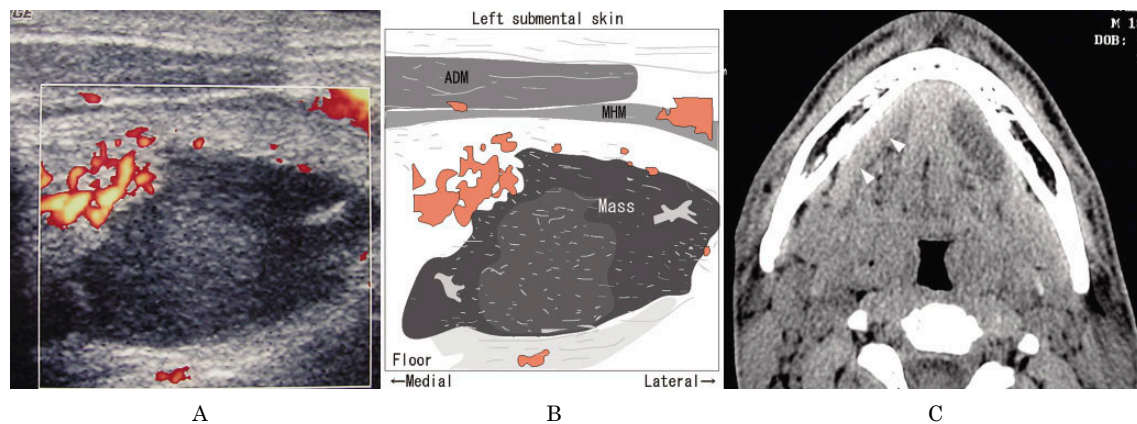 GE
Left submental skin
ADM
MHM
Mass
Floor
←Medial
Lateral→
M 1
DOB:
A
B
C